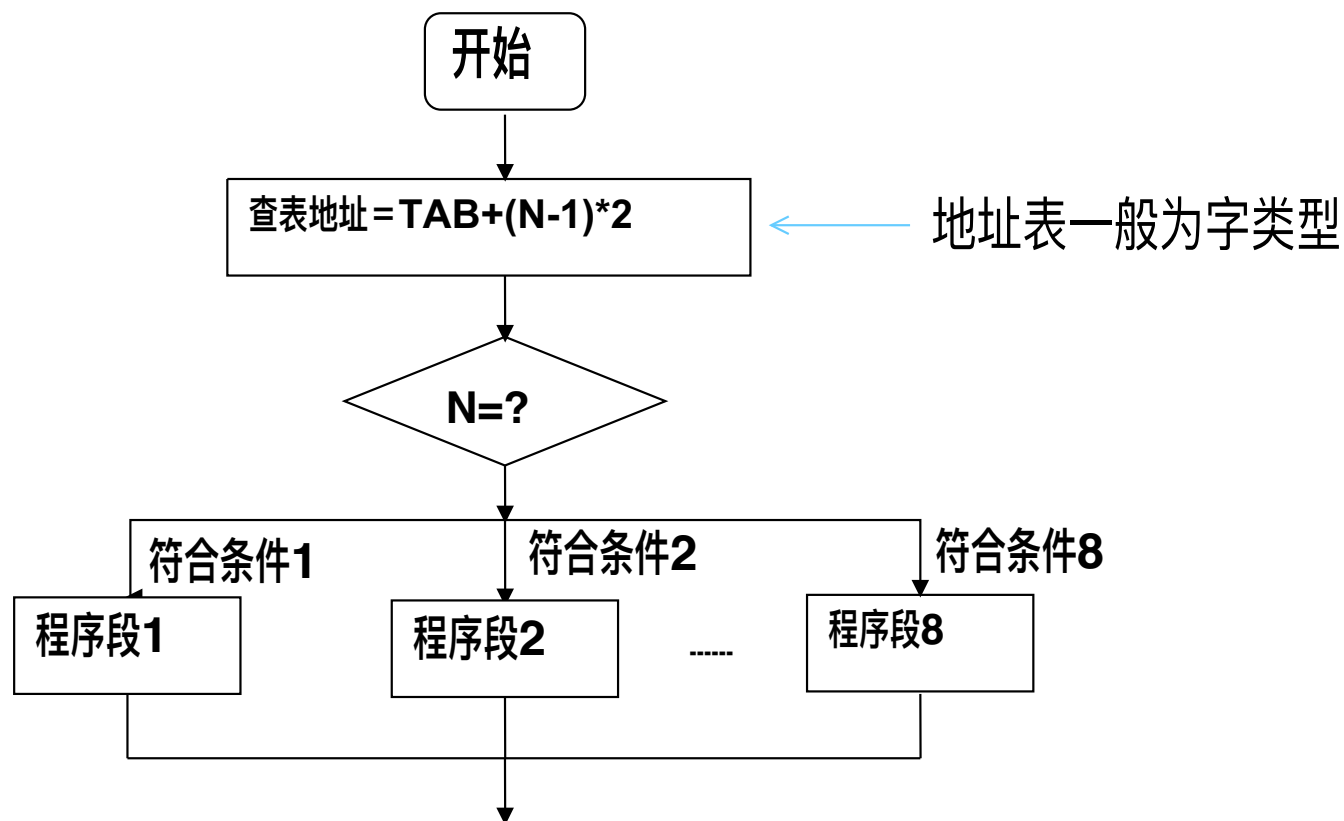 开始
查表地址=TAB+(N-1)*2
地址表一般为字类型
N=?
符合条件1
符合条件2
符合条件8
程序段1
程序段2
......
程序段8